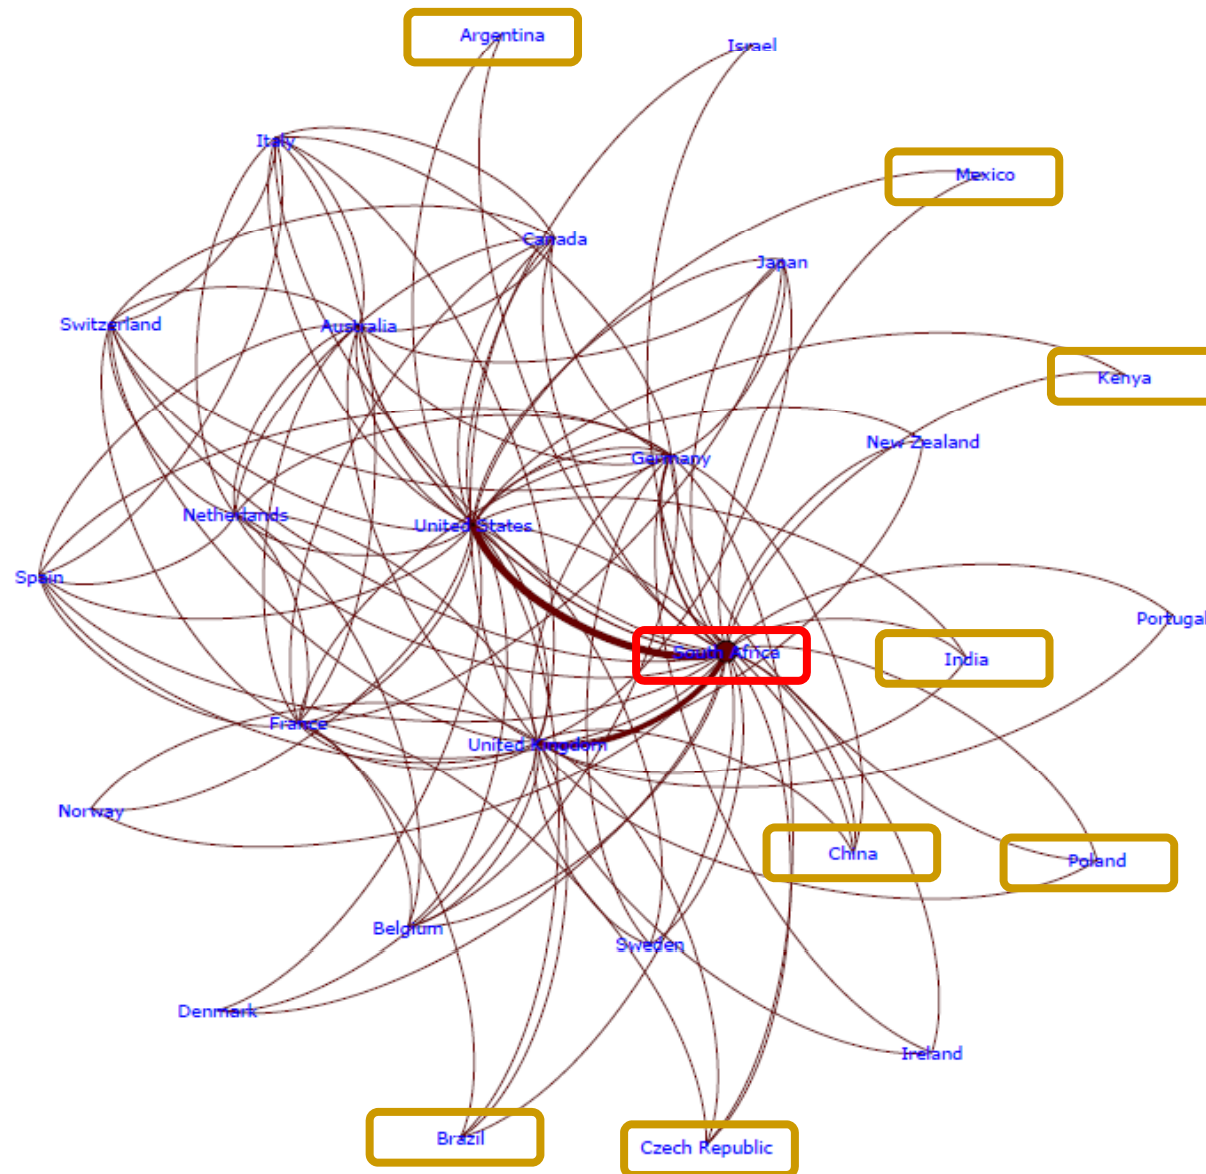 Argentina
Israel
Italy
Mexico
Canada
Japan
Switzerland
Australia
Kenya
New Zealand
Germany
Netherlands
United States
Spain
Portugal
South Africa
India
France
United Kingdom
Norway
China
Poland
Belgium
Sweden
Denmark
Ireland
Brazil
Czech Republic